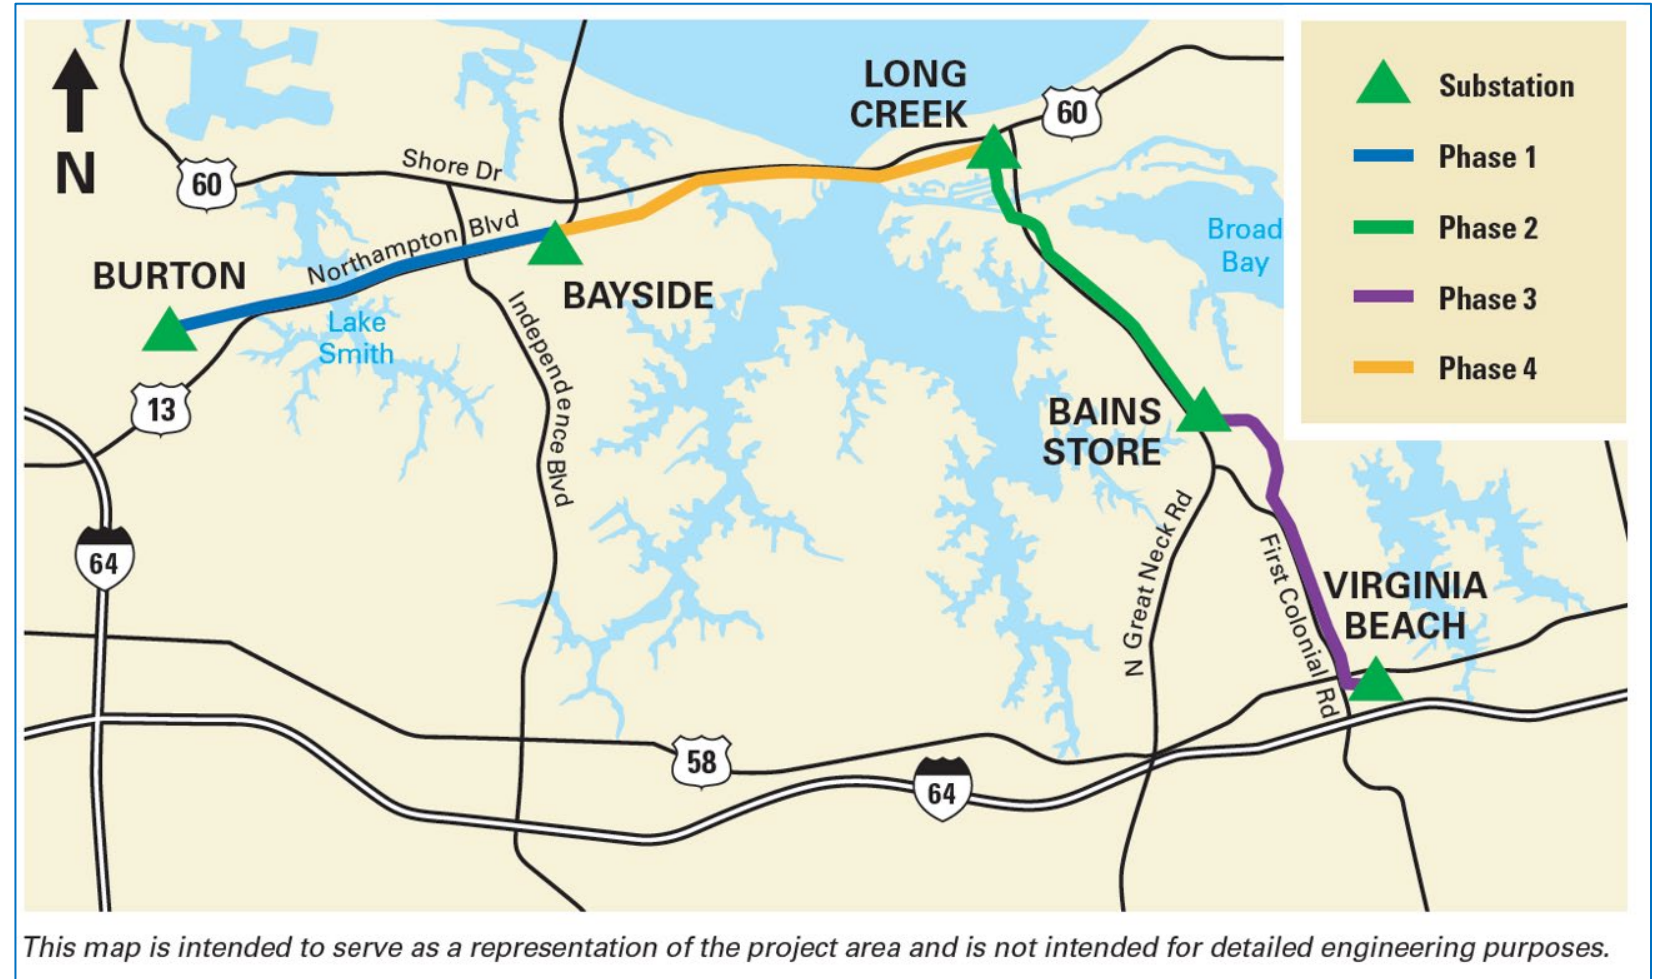 N
60
Shore Dr
Northampton Blvd
BURTON
BAYSIDE
Lake
Smith
13
Independence Blvd
64
LONG
CREEK
60
Broad
Bay
BAINS
STORE
N Great Neck Rd
First Colonial Rd
VIRGINIA
BEACH
58
64
Substation
Phase 1
Phase 2
Phase 3
Phase 4
This map is intended to serve as a representation of the project area and is not intended for detailed engineering purposes.